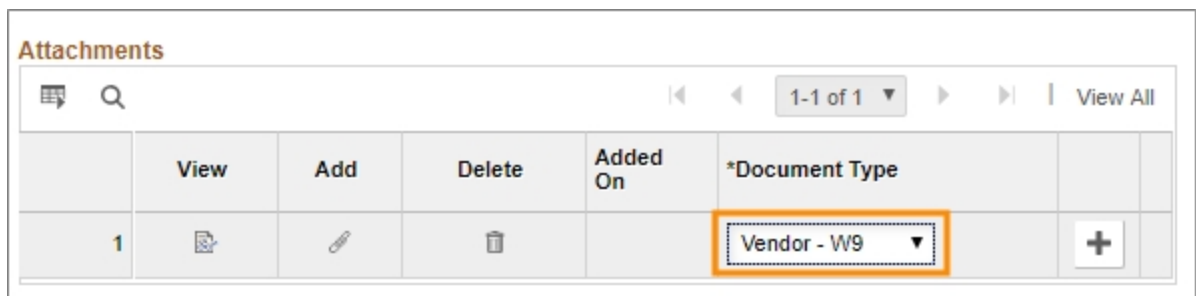 Attachments
1-1 of 1 View All
View Add Delete Added On *Document Type
1 Vendor - W9